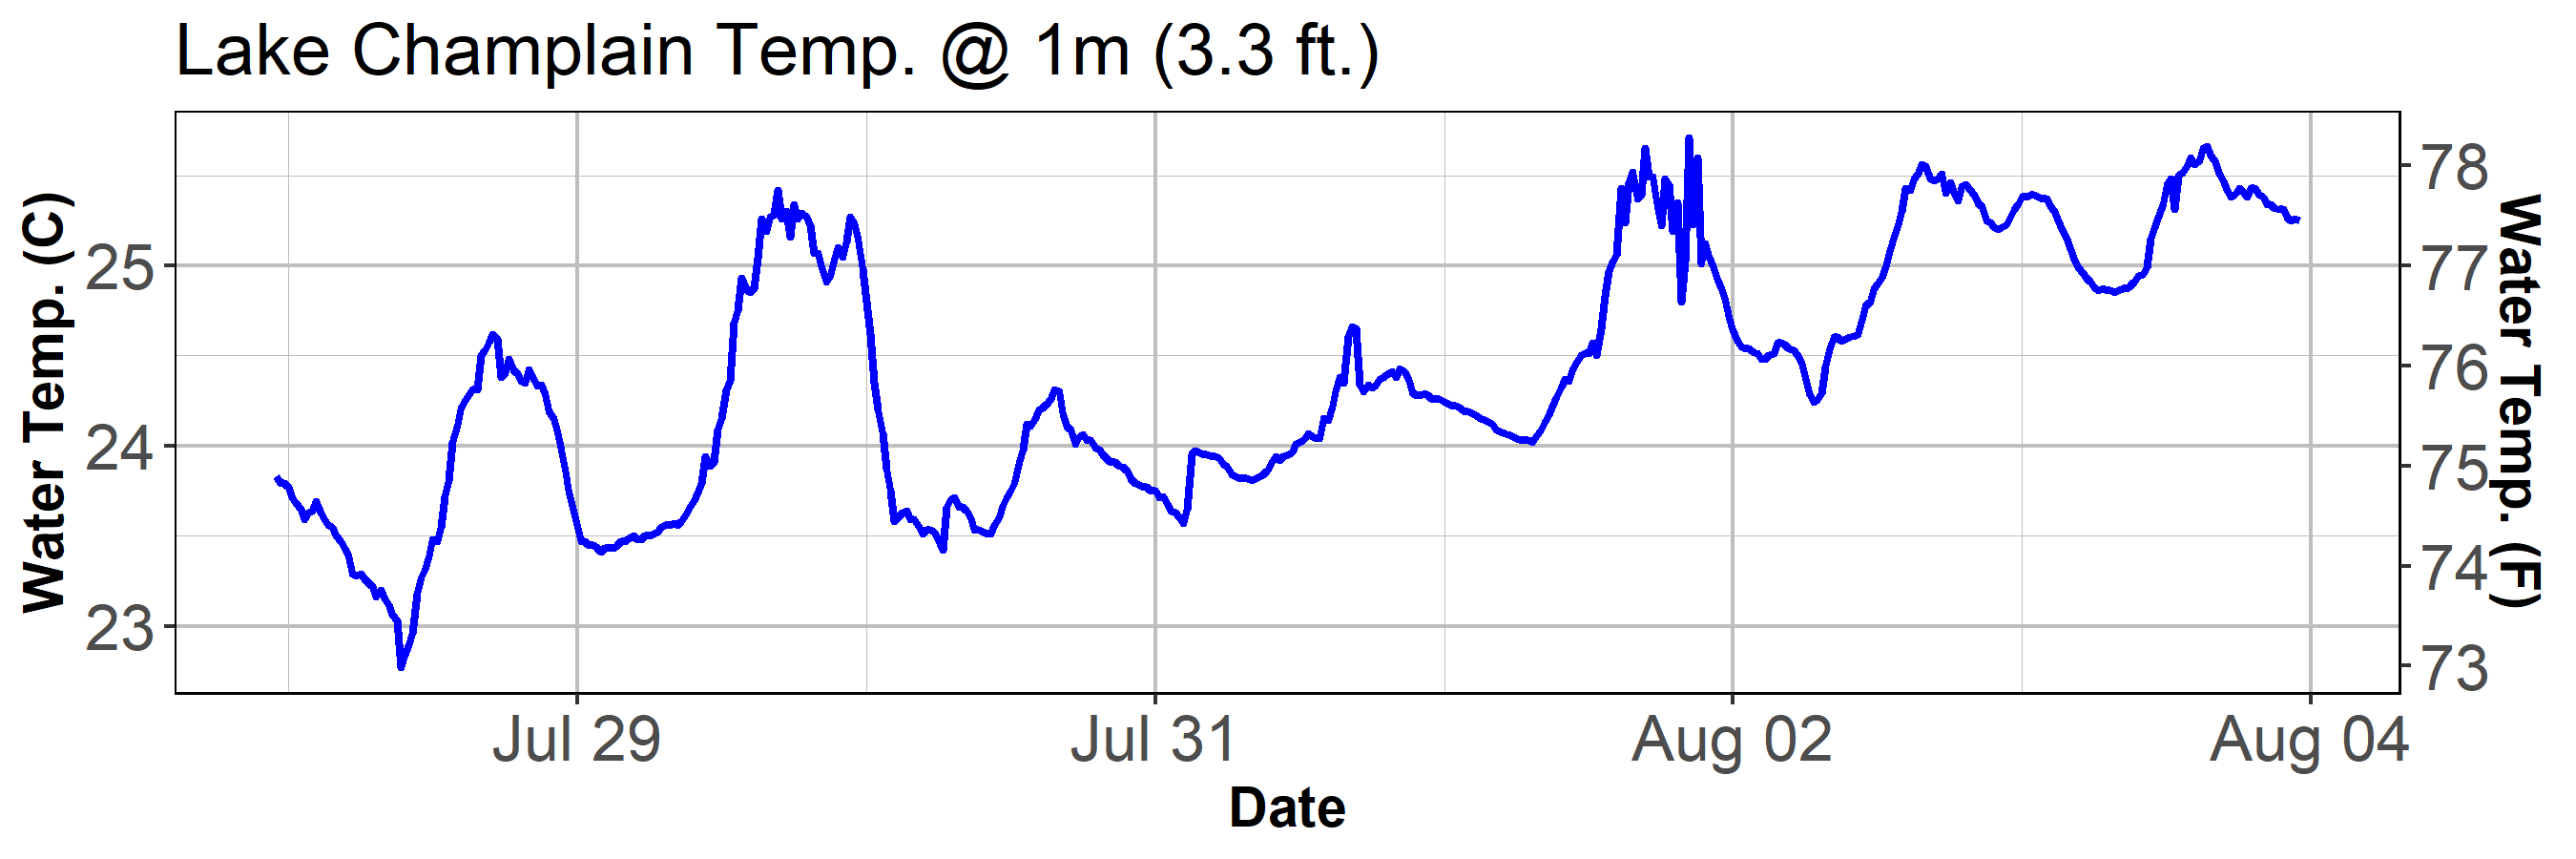 Lake Champlain Temp. @ 1m (3.3 ft.)
Water Temp. (C)
25
24
23
78
77
76
75
74
73
Water Temp. (F)
Jul 29 Jul 31 Aug 02 Aug 04
Date